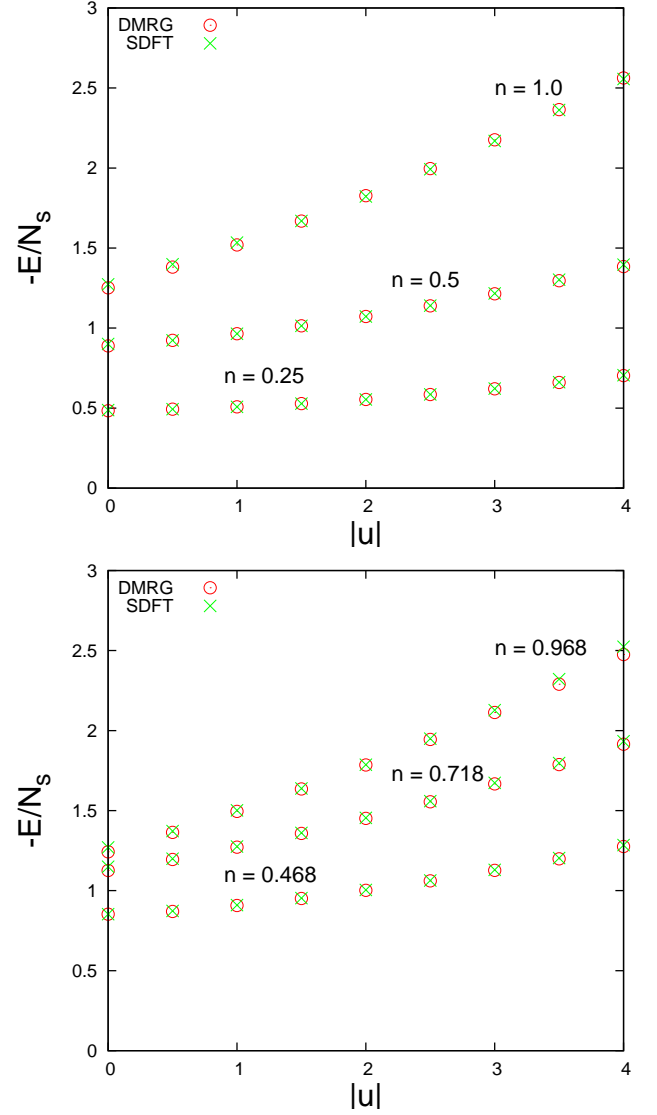 3
DMRG
SDFT
2.5
n = 1.0
2
1.5
n = 0.5
1
n = 0.25
0.5
0
0 1 2 3 4
|u|
-E/N_s
3
DMRG
SDFT
2.5
n = 0.968
2
n = 0.718
1.5
n = 0.468
1
0.5
0
0 1 2 3 4
|u|
-E/N_s